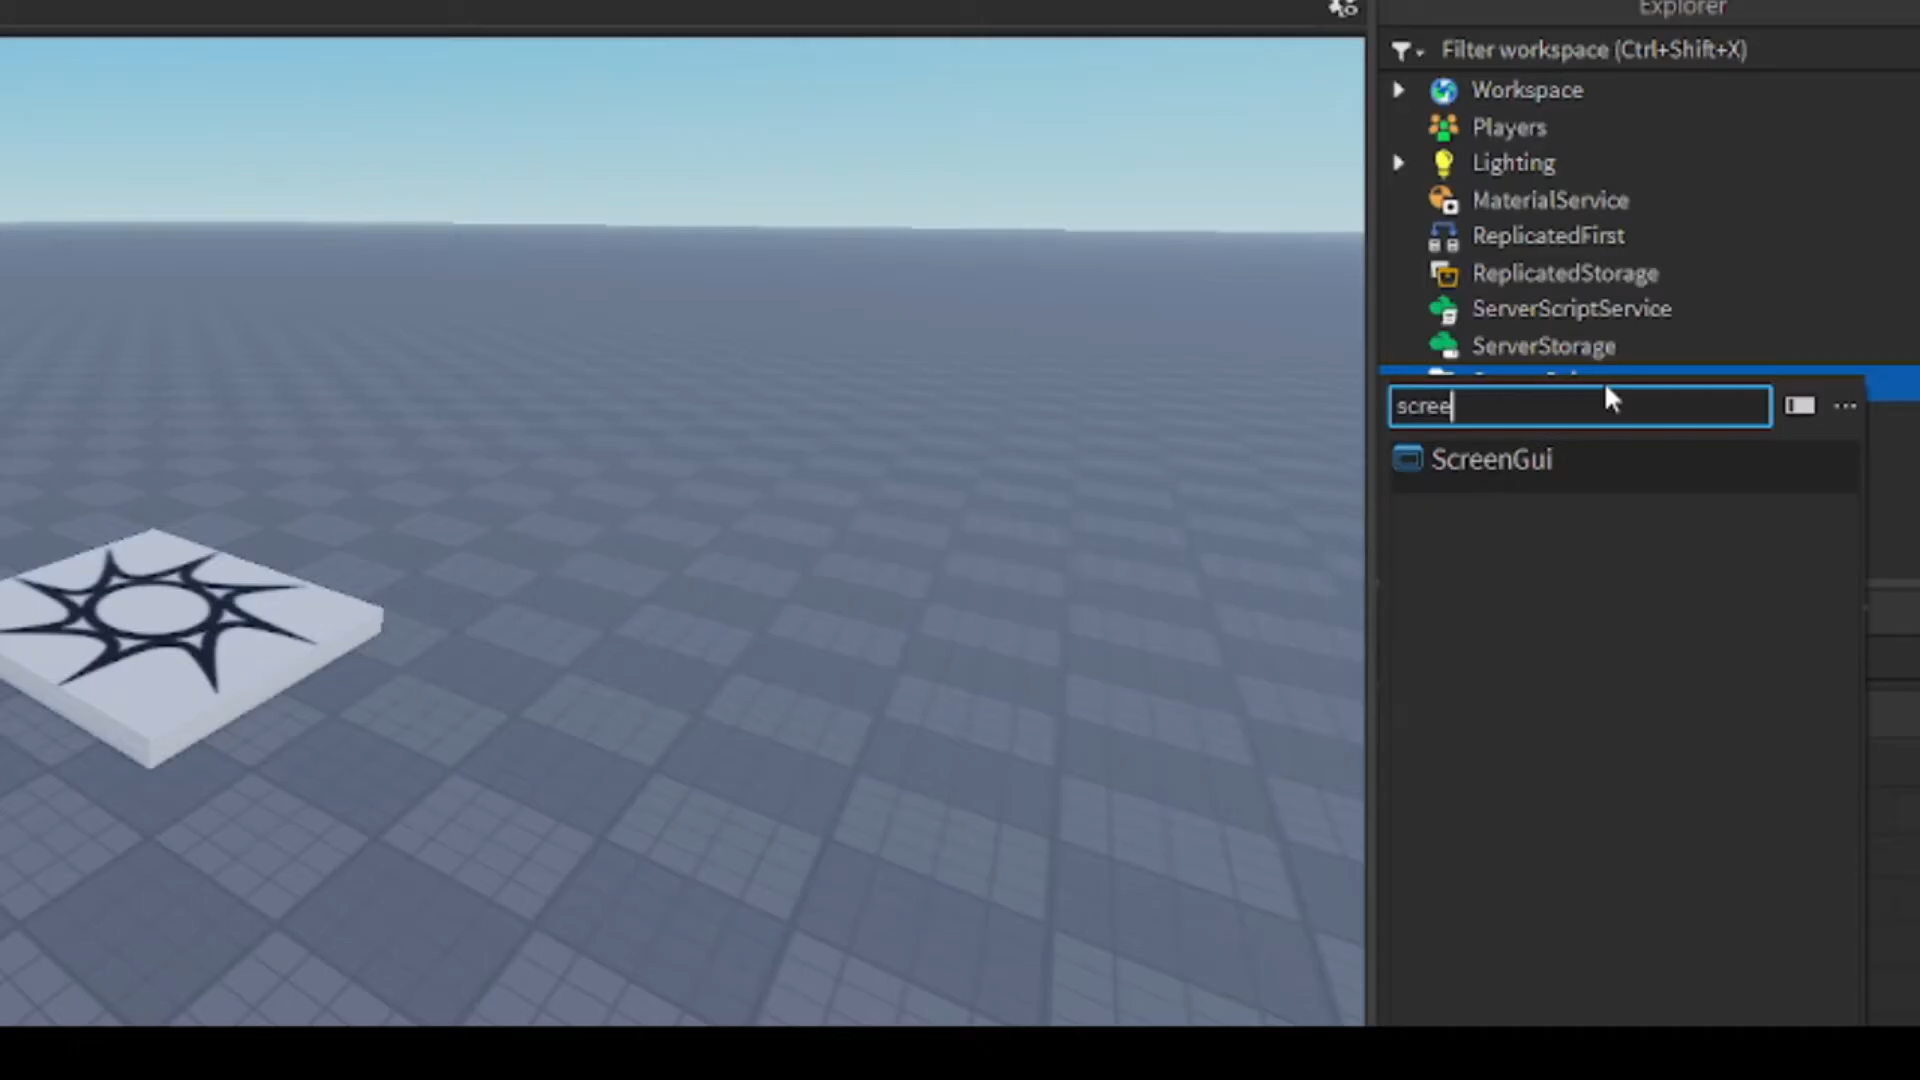 Explorer
Filter workspace (Ctrl+Shift+X)
Workspace
Players
Lighting
MaterialService
ReplicatedFirst
ReplicatedStorage
ServerScriptService
ServerStorage
scree
ScreenGui